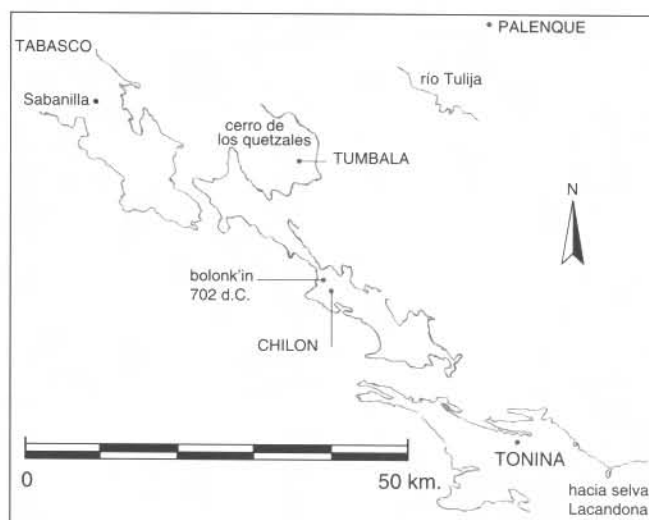 PALENQUE
TABASCO
río Tulija
Sabanilla
cerro de
los quetzales
TUMBALA
N
bolonk'in
702 d.C.
CHILON
TONINA
0
50 km.
hacia selva
Lacandona